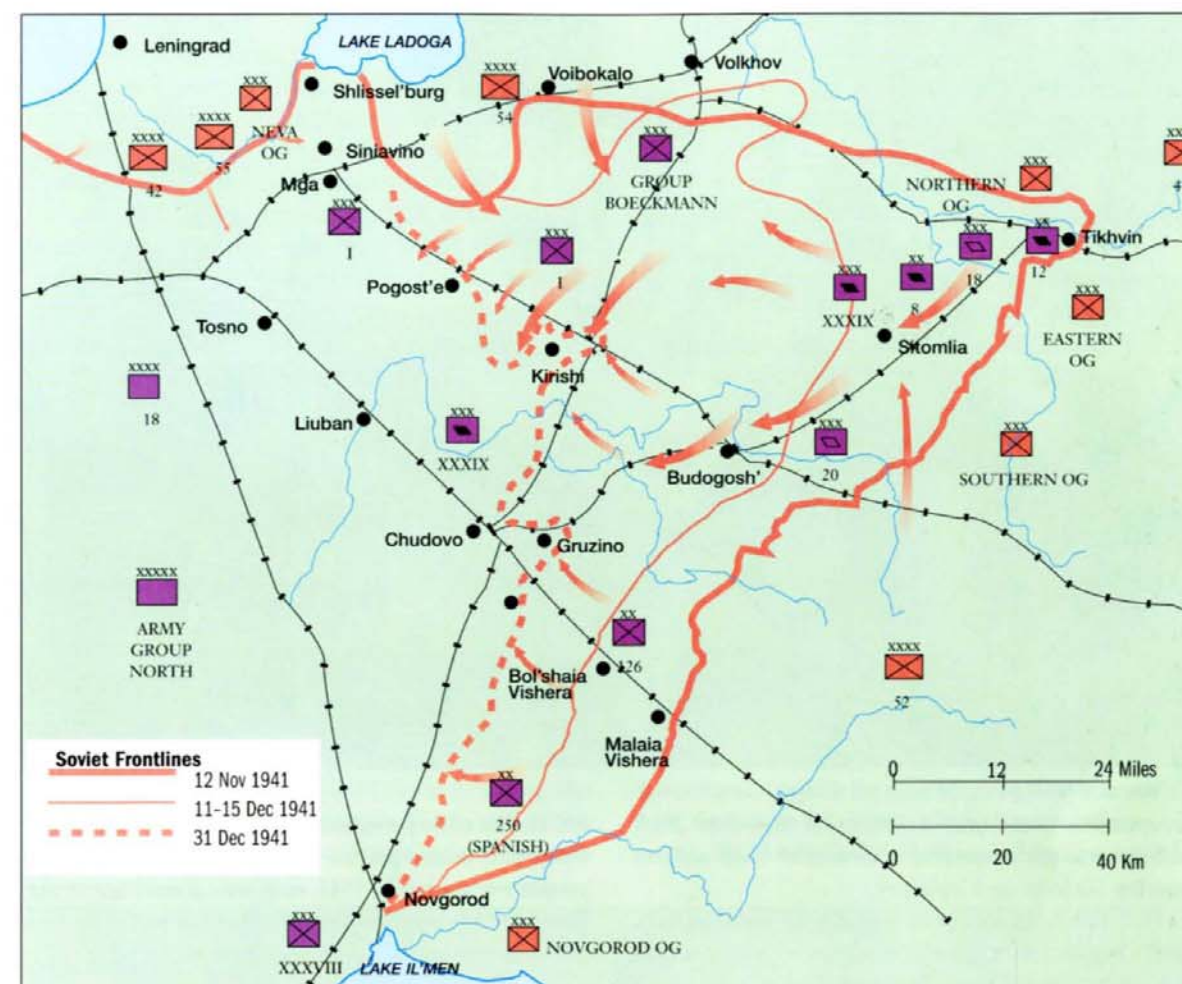 Leningrad
LAKE LADOGA
Volkhov
Voibokalo
XXXX
54
Shlissel'burg
XXX
NEVA
OG
XXXX
55
XXXX
42
Siniavino
Mga
XXX
I
XXX
GROUP
BOECKMANN
NORTHERN
OG
XXX
XX
4
XXX
18
XX
12
Tikhvin
XXX
I
XXX
XXXIX
XX
8
XXX
EASTERN
OG
Pogost'e
Tosno
Sitomlia
Kirishi
XXXX
18
Liuban
XXX
XXXIX
Budogosh'
20
XXX
SOUTHERN OG
Chudovo
Gruzino
XXXXX
ARMY
GROUP
NORTH
XX
126
Bol'shaia
Vishera
XXXX
52
Malaia
Vishera
Soviet Frontlines
12 Nov 1941
11–15 Dec 1941
31 Dec 1941
0 12 24 Miles
0 20 40 Km
XX
250
(SPANISH)
Novgorod
XXX
XXXVIII
LAKE IL'MEN
XXX
NOVGOROD OG